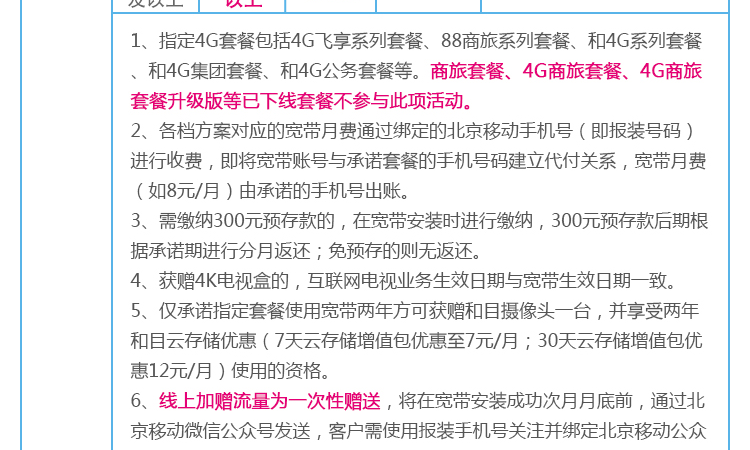 发以上 以上
1、指定4G套餐包括4G飞享系列套餐、88商旅系列套餐、和4G系列套餐
、和4G集团套餐、和4G公务套餐等。商旅套餐、4G商旅套餐、4G商旅
套餐升级版等已下线套餐不参与此项活动。
2、各档方案对应的宽带月费通过绑定的北京移动手机号（即报装号码）
进行收费，即将宽带账号与承诺套餐的手机号码建立代付关系，宽带月费
（如8元/月）由承诺的手机号出账。
3、需缴纳300元预存款的，在宽带安装时进行缴纳，300元预存款后期根
据承诺期进行分月返还；免预存的则无返还。
4、获赠4K电视盒的，互联网电视业务生效日期与宽带生效日期一致。
5、仅承诺指定套餐使用宽带两年方可获赠和目摄像头一台，并享受两年
和目云存储优惠（7天云存储增值包优惠至7元/月；30天云存储增值包优
惠12元/月）使用的资格。
6、线上加赠流量为一次性赠送，将在宽带安装成功次月月底前，通过北
京移动微信公众号发送，客户需使用报装手机号关注并绑定北京移动公众